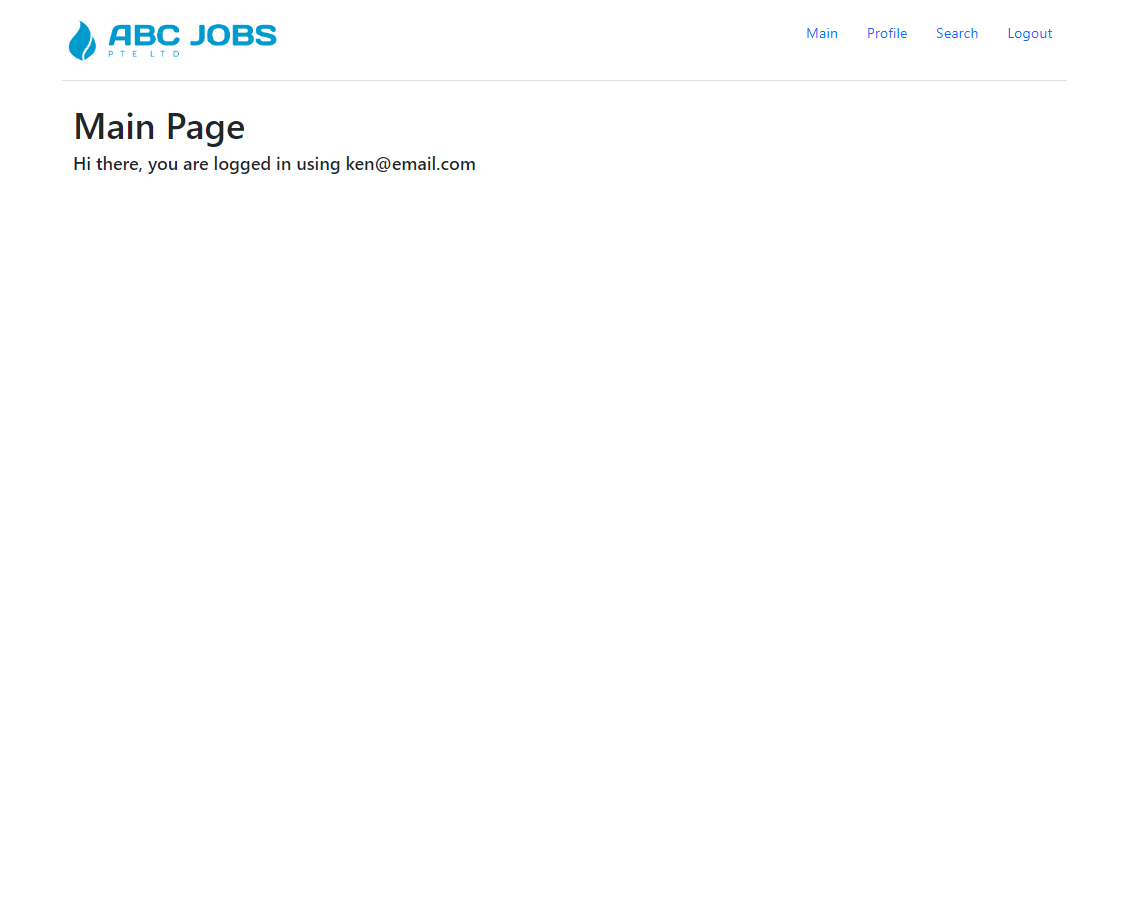 ABC JOBS
PTE LTD
Main Profile Search Logout
Main Page
Hi there, you are logged in using ken@email.com